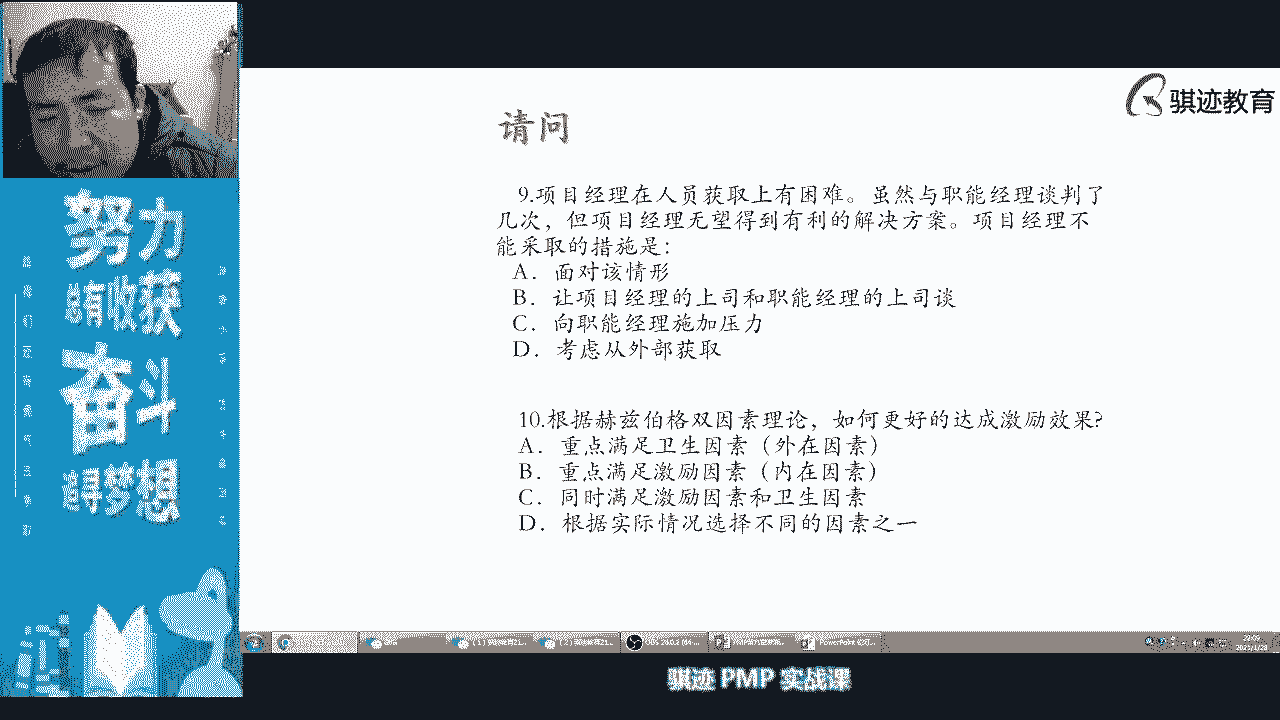 骐迹教育
请问
9.项目经理在人员获取上有困难。虽然与职能经理谈判了
几次，但项目经理无望得到有利的解决方案。项目经理不
能采取的措施是：
A．面对该情形
B．让项目经理的上司和职能经理的上司谈
C．向职能经理施加压力
D．考虑从外部获取
10.根据赫兹伯格双因素理论，如何更好的达成激励效果?
A．重点满足卫生因素（外在因素）
B．重点满足激励因素（内在因素）
C．同时满足激励因素和卫生因素
D．根据实际情况选择不同的因素之一
努力
总有收获
奋斗
当寻梦想
骐迹 PMP 实战课